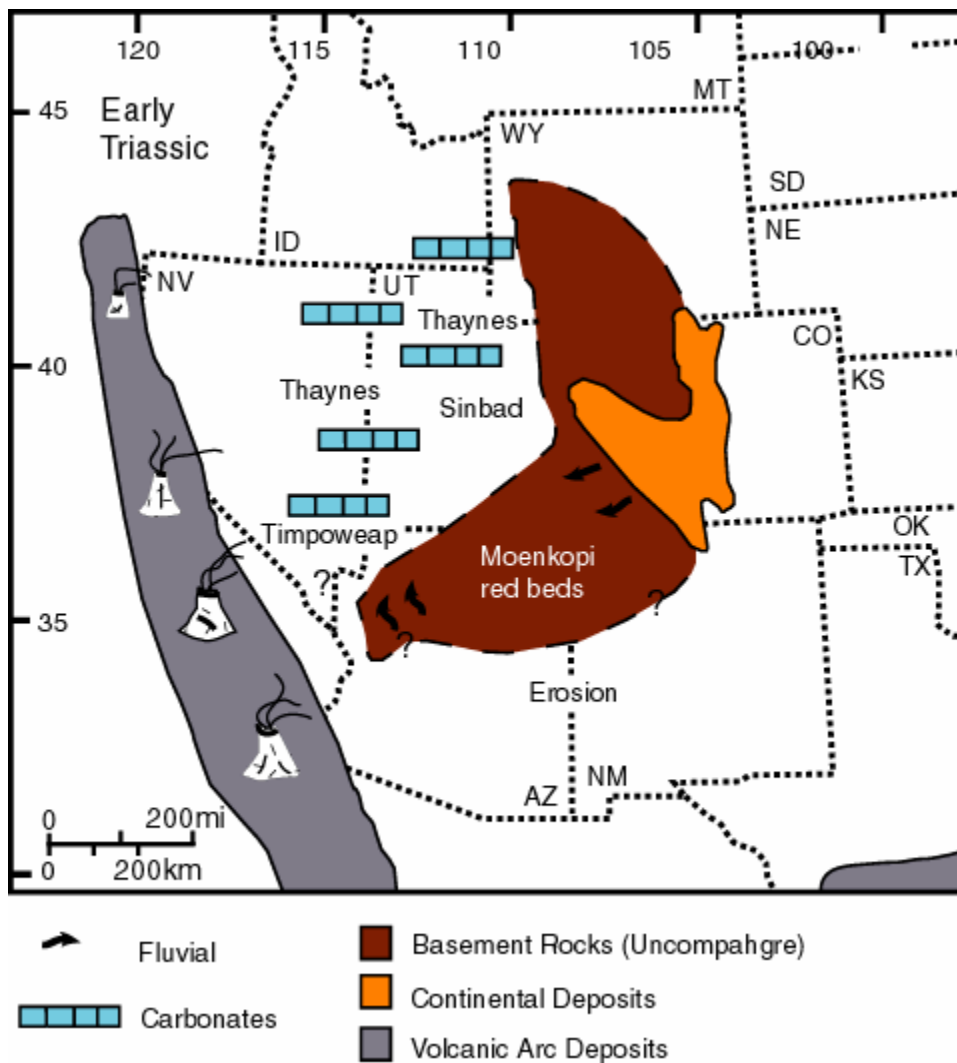 120
115
110
105
100
45
Early
Triassic
MT
WY
SD
NE
ID
NV
UT
Thaynes
CO
40
KS
Thaynes
Sinbad
Timpoweap
OK
TX
Moenkopi
red beds
?
?
?
35
Erosion
AZ
NM
0
200mi
0
200km
Fluvial
Basement Rocks (Uncompahgre)
Carbonates
Continental Deposits
Volcanic Arc Deposits